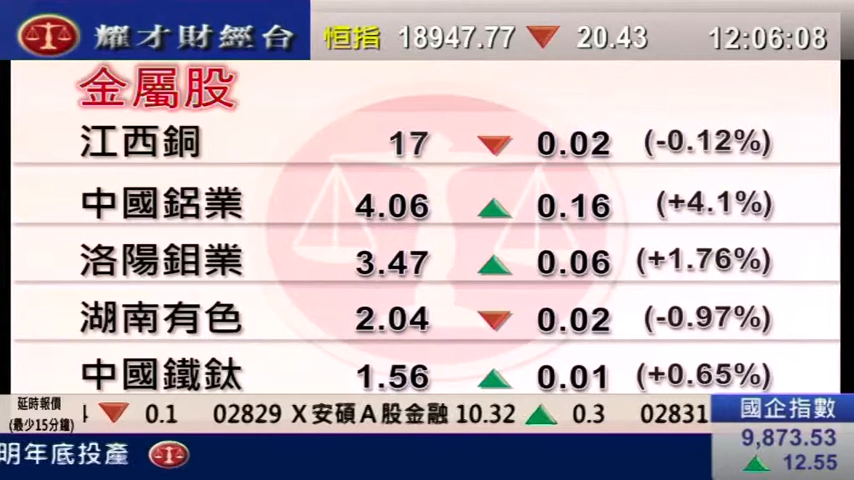 耀才財經台 恒指 18947.77 ▼ 20.43 12:06:08
金屬股
江西銅 17 ▼ 0.02 (-0.12%)
中國鋁業 4.06 ▲ 0.16 (+4.1%)
洛陽鉬業 3.47 ▲ 0.06 (+1.76%)
湖南有色 2.04 ▼ 0.02 (-0.97%)
中國鐵鈦 1.56 ▲ 0.01 (+0.65%)
延時報價
(最少15分鐘)
▼ 0.1 02829 X安碩A股金融 10.32 ▲ 0.3 02831
國企指數
9,873.53
▲ 12.55
明年底投產